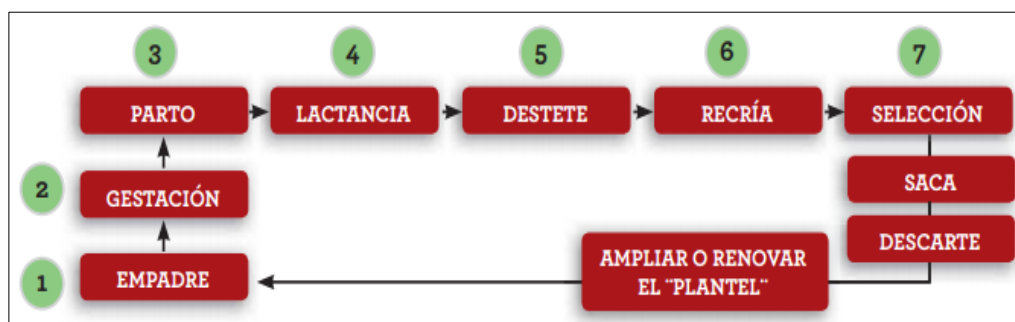 3
4
5
6
7
PARTO
LACTANCIA
DESTETE
RECRÍA
SELECCIÓN
2
GESTACIÓN
SACA
DESCARTE
1
EMPADRE
AMPLIAR O RENOVAR
EL ¨PLANTEL¨